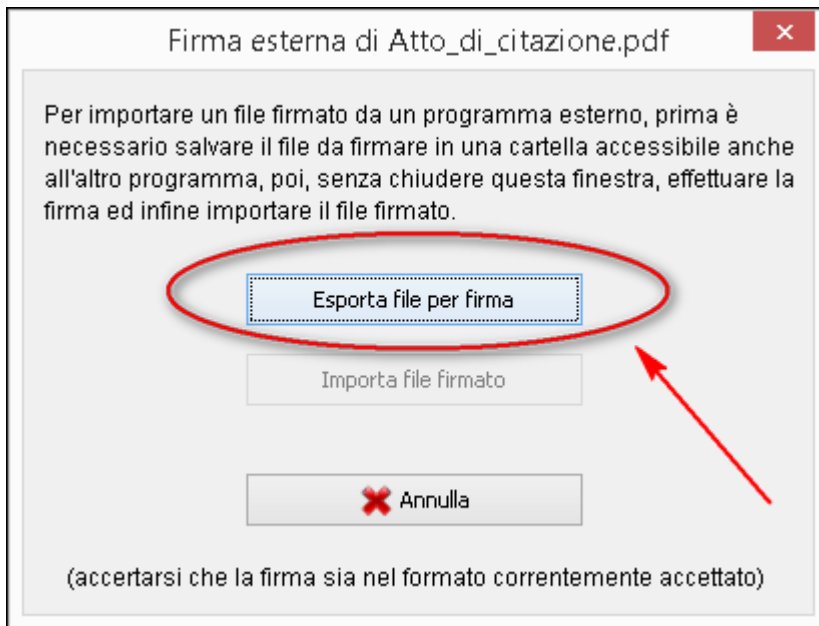 Firma esterna di Atto_di_citazione.pdf
Per importare un file firmato da un programma esterno, prima è
necessario salvare il file da firmare in una cartella accessibile anche
all'altro programma, poi, senza chiudere questa finestra, effettuare la
firma ed infine importare il file firmato.
Esporta file per firma
Importa file firmato
Annulla
(accertarsi che la firma sia nel formato correntemente accettato)